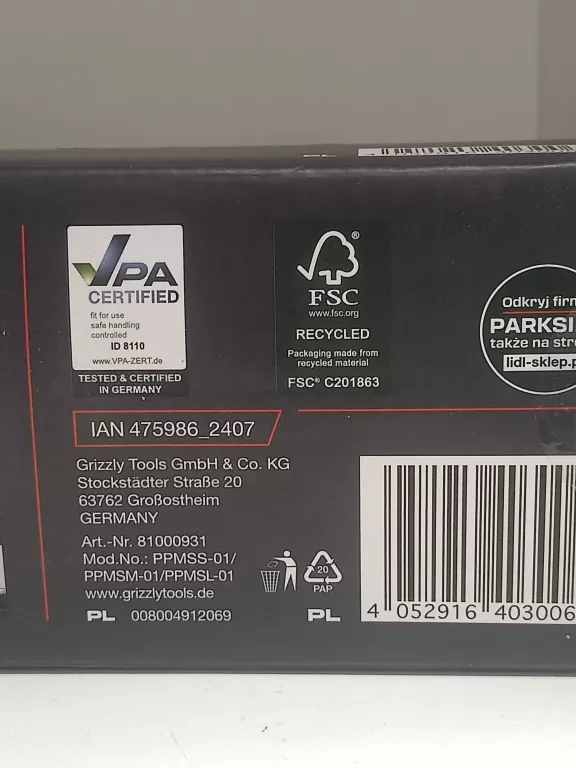 VPA
CERTIFIED
fit for use
safe handling
controlled
ID 8110
www.VPA-ZERT.de
TESTED & CERTIFIED
IN GERMANY
®
FSC
www.fsc.org
RECYCLED
Packaging made from
recycled material
FSC® C201863
Odkryj firm
PARKSI
także na stro
lidl-sklep.p
IAN 475986_2407
Grizzly Tools GmbH & Co. KG
Stockstädter Straße 20
63762 Großostheim
GERMANY
Art.-Nr. 81000931
Mod.No.: PPMSS-01/
PPMSM-01/PPMSL-01
www.grizzlytools.de
20
PAP
PL 008004912069
PL
4 052916 403006